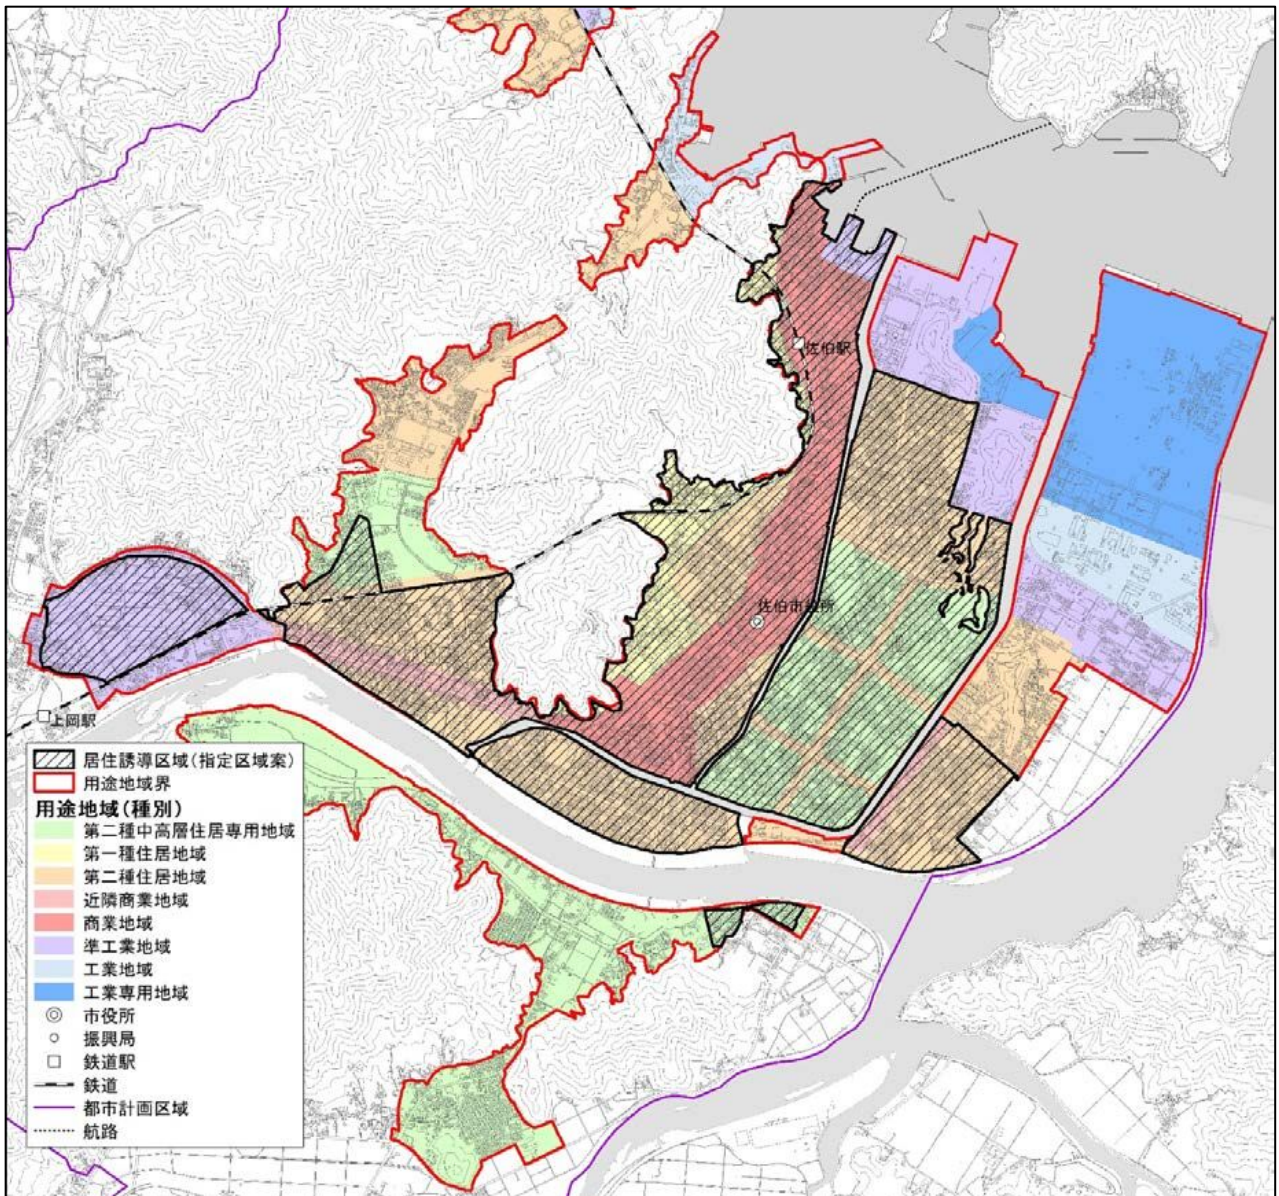 佐伯駅
佐伯市役所
上岡駅
居住誘導区域(指定区域案)
用途地域界
用途地域(種別)
第二種中高層住居専用地域
第一種住居地域
第二種住居地域
近隣商業地域
商業地域
準工業地域
工業地域
工業専用地域
市役所
振興局
鉄道駅
鉄道
都市計画区域
航路